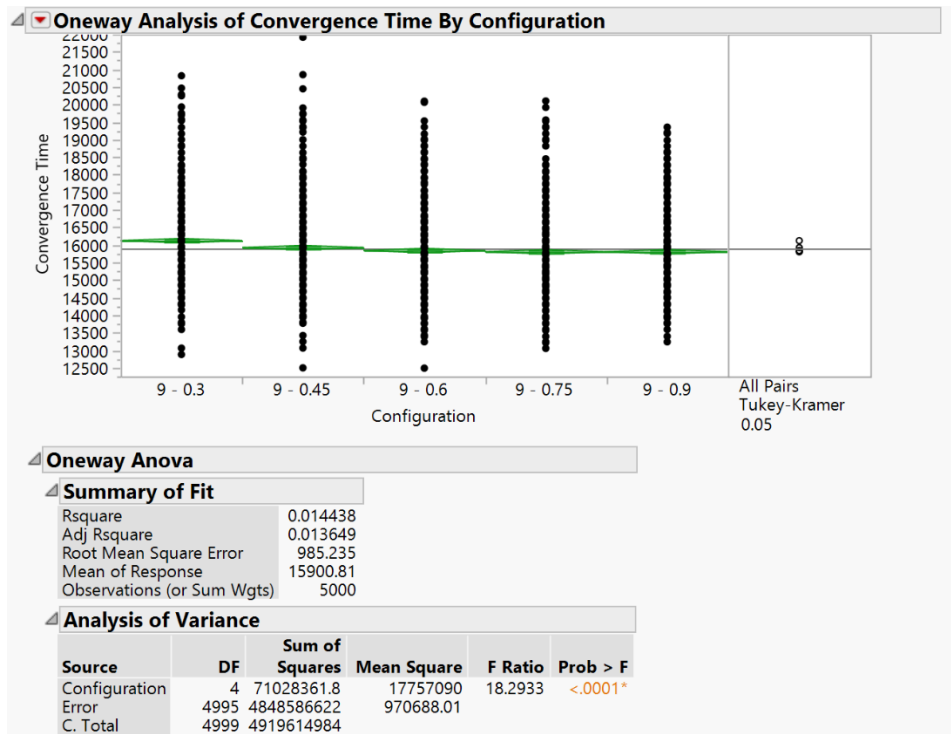 Oneway Analysis of Convergence Time By Configuration
22000
21500
21000
20500
20000
19500
19000
18500
18000
17500
17000
16500
16000
15500
15000
14500
14000
13500
13000
12500
Convergence Time
9 - 0.3 9 - 0.45 9 - 0.6 9 - 0.75 9 - 0.9
Configuration
All Pairs
Tukey-Kramer
0.05
Oneway Anova
Summary of Fit
Rsquare 0.014438
Adj Rsquare 0.013649
Root Mean Square Error 985.235
Mean of Response 15900.81
Observations (or Sum Wgts) 5000
Analysis of Variance
Sum of
Source DF Squares Mean Square F Ratio Prob > F
Configuration 4 71028361.8 17757090 18.2933 <.0001*
Error 4995 4848586622 970688.01
C. Total 4999 4919614984